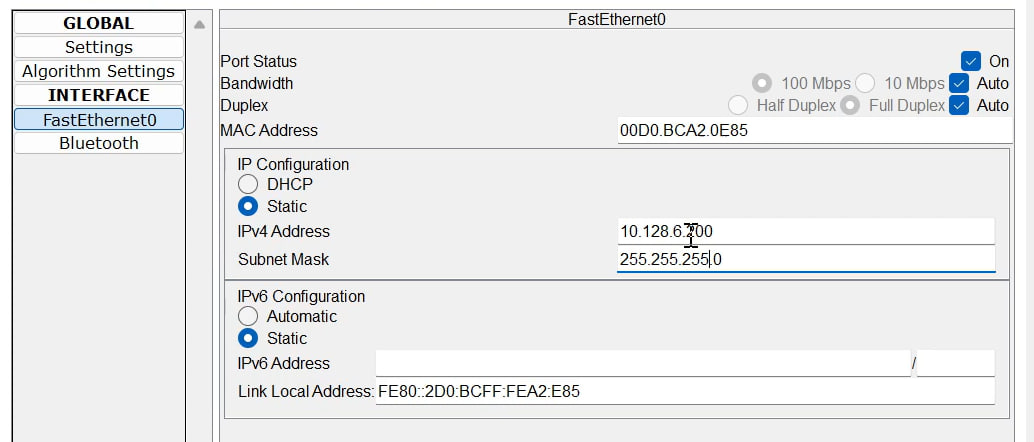 GLOBAL
Settings
Algorithm Settings
INTERFACE
FastEthernet0
Bluetooth
FastEthernet0
Port Status On
Bandwidth 100 Mbps 10 Mbps Auto
Duplex Half Duplex Full Duplex Auto
MAC Address 00D0.BCA2.0E85
IP Configuration
DHCP
Static
IPv4 Address 10.128.6.200
Subnet Mask 255.255.255.0
IPv6 Configuration
Automatic
Static
IPv6 Address /
Link Local Address: FE80::2D0:BCFF:FEA2:E85